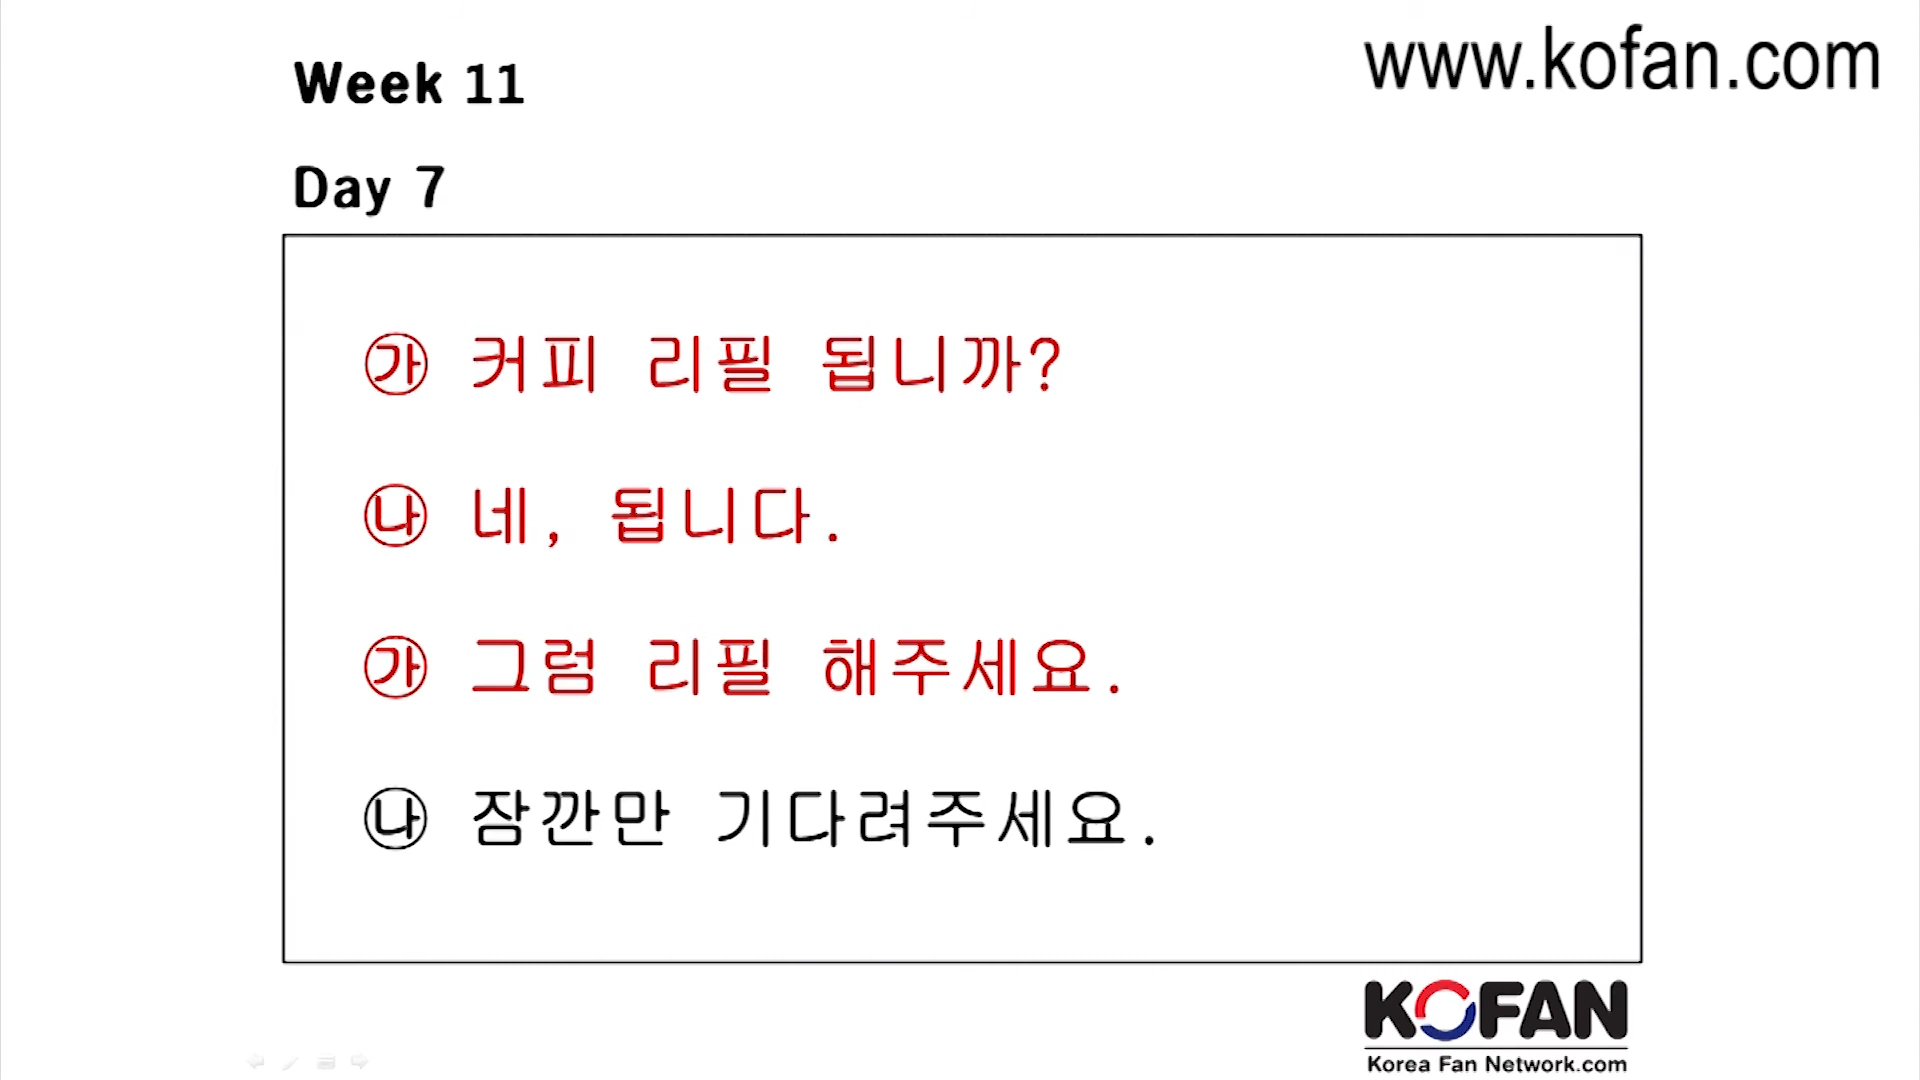 www.kofan.com
Week 11
Day 7
㉮ 커피 리필 됩니까?
㉯ 네, 됩니다.
㉮ 그럼 리필 해주세요.
㉯ 잠깐만 기다려주세요.
KOFAN
Korea Fan Network.com